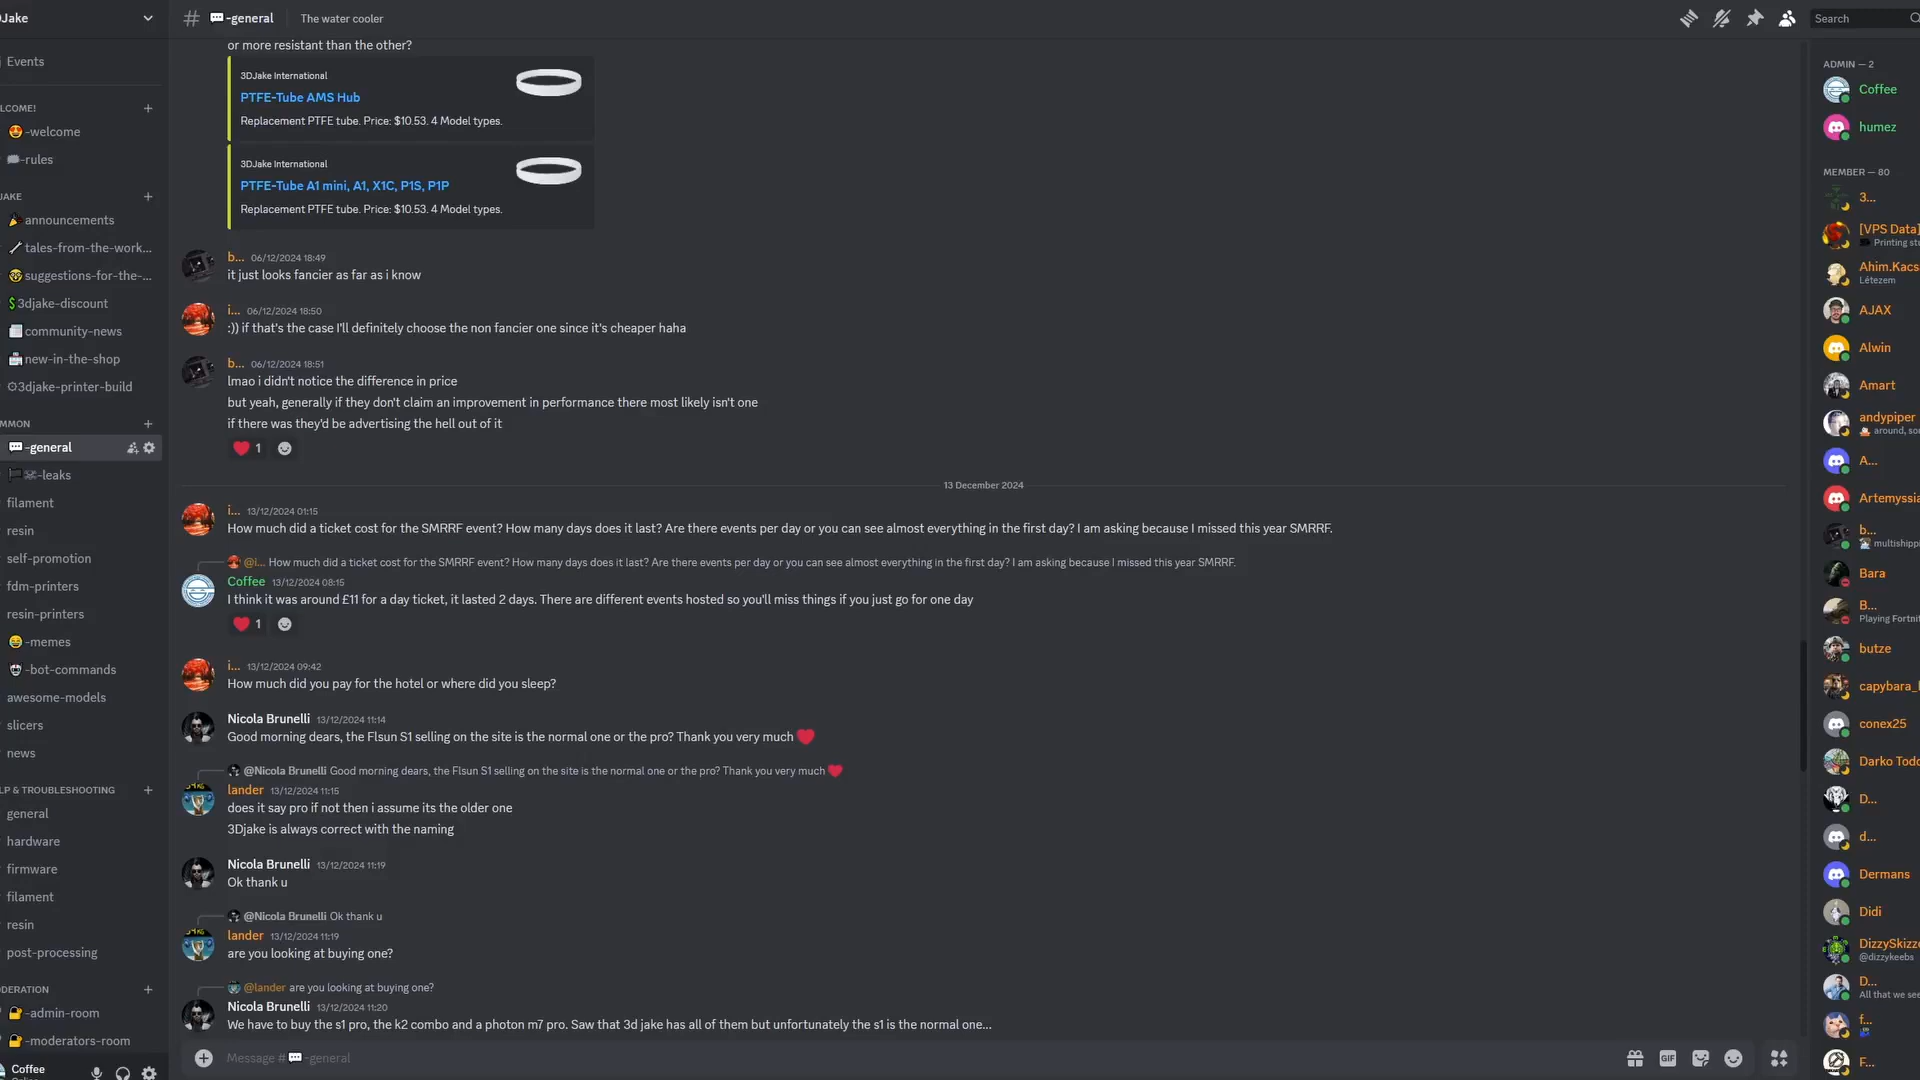 DJake
Events
LCOME!
-welcome
-rules
JAKE
announcements
tales-from-the-work...
suggestions-for-the-...
3djake-discount
community-news
new-in-the-shop
3djake-printer-build
MMON
-general
-leaks
filament
resin
self-promotion
fdm-printers
resin-printers
-memes
-bot-commands
awesome-models
slicers
news
LP & TROUBLESHOOTING
general
hardware
firmware
filament
resin
post-processing
DERATION
-admin-room
-moderators-room
Coffee
# -general The water cooler
or more resistant than the other?
3DJake International
PTFE-Tube AMS Hub
Replacement PTFE tube. Price: $10.53. 4 Model types.
3DJake International
PTFE-Tube A1 mini, A1, X1C, P1S, P1P
Replacement PTFE tube. Price: $10.53. 4 Model types.
b... 06/12/2024 18:49
it just looks fancier as far as i know
i... 06/12/2024 18:50
:)) if that's the case I'll definitely choose the non fancier one since it's cheaper haha
b... 06/12/2024 18:51
lmao i didn't notice the difference in price
but yeah, generally if they don't claim an improvement in performance there most likely isn't one
if there was they'd be advertising the hell out of it
1
13 December 2024
i... 13/12/2024 01:15
How much did a ticket cost for the SMRRF event? How many days does it last? Are there events per day or you can see almost everything in the first day? I am asking because I missed this year SMRRF.
@i... How much did a ticket cost for the SMRRF event? How many days does it last? Are there events per day or you can see almost everything in the first day? I am asking because I missed this year SMRRF.
Coffee 13/12/2024 08:15
I think it was around £11 for a day ticket, it lasted 2 days. There are different events hosted so you'll miss things if you just go for one day
1
i... 13/12/2024 09:42
How much did you pay for the hotel or where did you sleep?
Nicola Brunelli 13/12/2024 11:14
Good morning dears, the Flsun S1 selling on the site is the normal one or the pro? Thank you very much
@Nicola Brunelli Good morning dears, the Flsun S1 selling on the site is the normal one or the pro? Thank you very much
lander 13/12/2024 11:15
does it say pro if not then i assume its the older one
3Djake is always correct with the naming
Nicola Brunelli 13/12/2024 11:19
Ok thank u
@Nicola Brunelli Ok thank u
lander 13/12/2024 11:19
are you looking at buying one?
@lander are you looking at buying one?
Nicola Brunelli 13/12/2024 11:20
We have to buy the s1 pro, the k2 combo and a photon m7 pro. Saw that 3d jake has all of them but unfortunately the s1 is the normal one...
Message # -general
GIF
Search
ADMIN — 2
Coffee
humez
MEMBER — 80
3...
[VPS Data]
Printing stu
Ahim.Kacs
Létezem
AJAX
Alwin
Amart
andypiper
around, so
A...
Artemyssia
b...
multishippi
Bara
B...
Playing Fortni
butze
capybara_l
conex25
Darko Todo
D...
d...
Dermans
Didi
DizzySkizze
@dizzykeebs
D...
All that we see
f...
F...